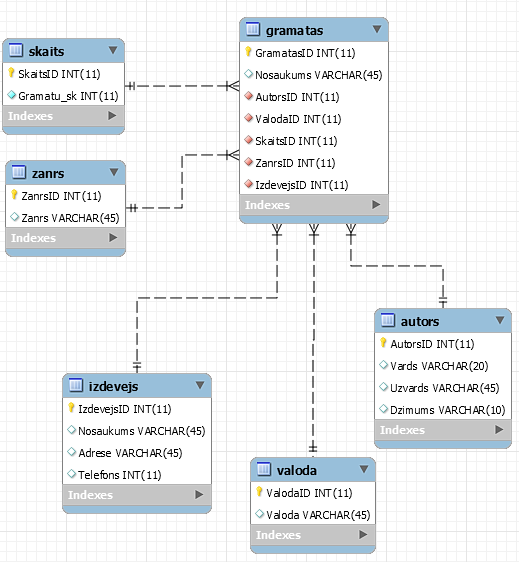 skaits
SkaitsID INT(11)
Gramatu_sk INT(11)
Indexes
zanrs
ZanrsID INT(11)
Zanrs VARCHAR(45)
Indexes
gramatas
GramatasID INT(11)
Nosaukums VARCHAR(45)
AutorsID INT(11)
ValodaID INT(11)
SkaitsID INT(11)
ZanrsID INT(11)
IzdevejsID INT(11)
Indexes
autors
AutorsID INT(11)
Vards VARCHAR(20)
Uzvards VARCHAR(45)
Dzimums VARCHAR(10)
Indexes
izdevejs
IzdevejsID INT(11)
Nosaukums VARCHAR(45)
Adrese VARCHAR(45)
Telefons INT(11)
Indexes
valoda
ValodaID INT(11)
Valoda VARCHAR(45)
Indexes